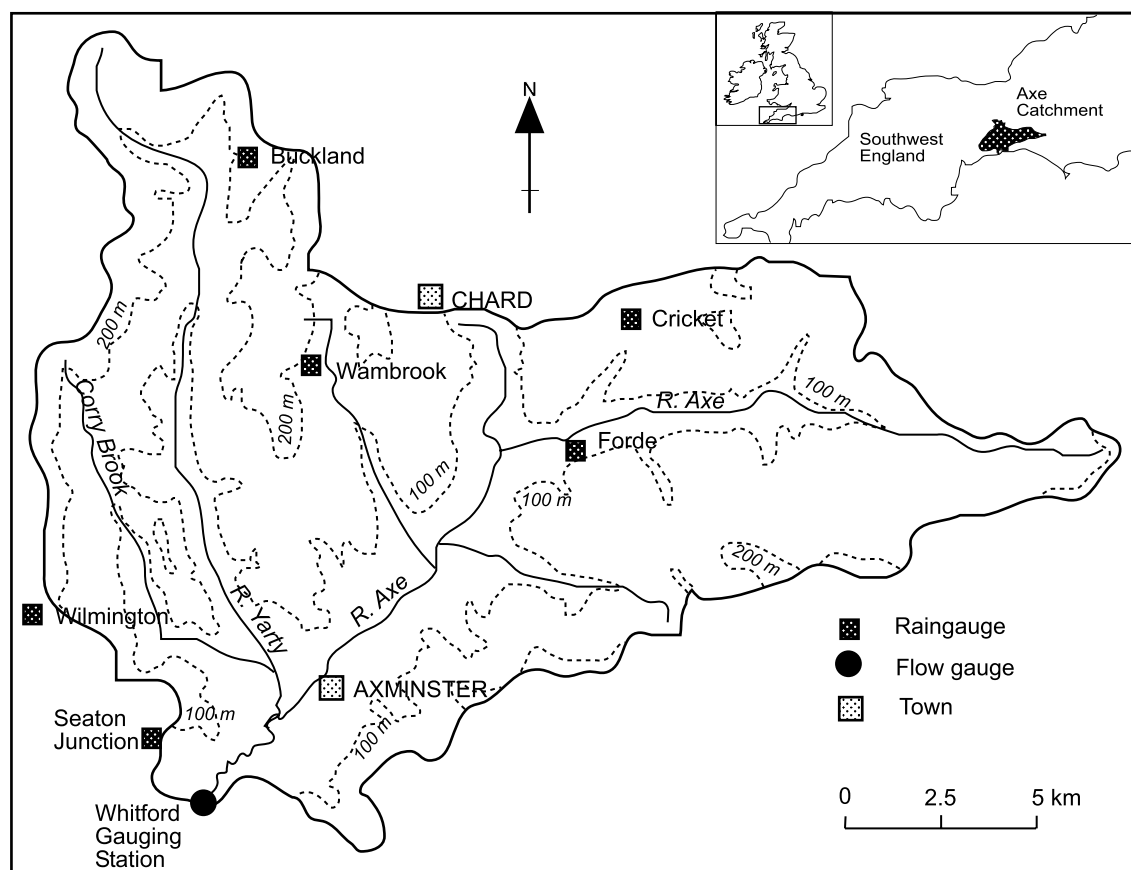 N
Axe
Catchment
Southwest
England
Buckland
CHARD
Cricket
200 m
Wambrook
R. Axe
100 m
Corry Brook
200 m
Forde
100 m
100 m
200 m
R. Yarty
R. Axe
Wilmington
Raingauge
Flow gauge
AXMINSTER
Town
Seaton
Junction
100 m
100 m
Whitford
Gauging
Station
0 2.5 5 km